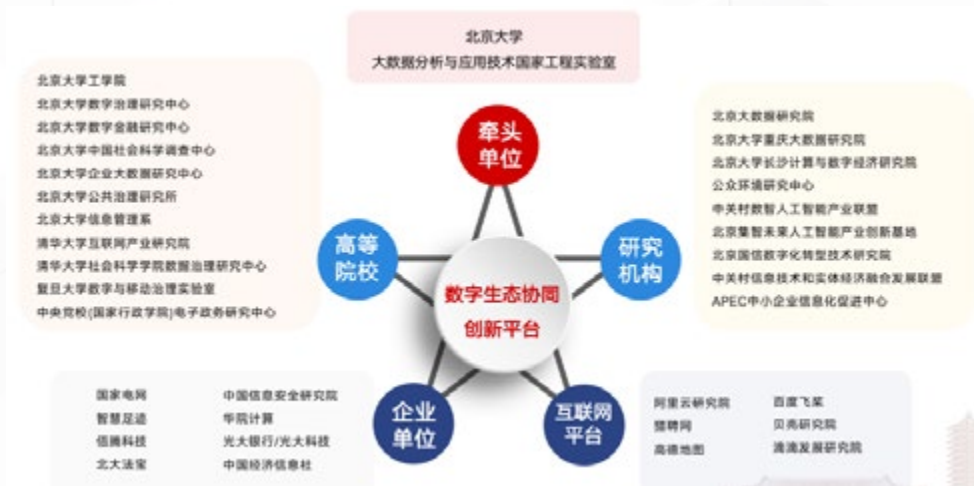 北京大学
大数据分析与应用技术国家工程实验室
牵头
单位
北京大学工学院
北京大学数字治理研究中心
北京大学数字金融研究中心
北京大学中国社会科学调查中心
北京大学企业大数据研究中心
北京大学公共治理研究所
北京大学信息管理系
清华大学互联网产业研究院
清华大学社会科学学院数据治理研究中心
复旦大学数字与移动治理实验室
中央党校(国家行政学院)电子政务研究中心
高等
院校
研究
机构
北京大数据研究院
北京大学重庆大数据研究院
北京大学长沙计算与数字经济研究院
公众环境研究中心
中关村数智人工智能产业联盟
北京集智未来人工智能产业创新基地
北京国信数字化转型技术研究院
中关村信息技术和实体经济融合发展联盟
APEC中小企业信息化促进中心
数字生态协同
创新平台
国家电网 中国信息安全研究院
智慧足迹 华院计算
佰腾科技 光大银行/光大科技
北大法宝 中国经济信息社
企业
单位
互联网
平台
阿里云研究院 百度飞桨
猎聘网 贝壳研究院
高德地图 滴滴发展研究院